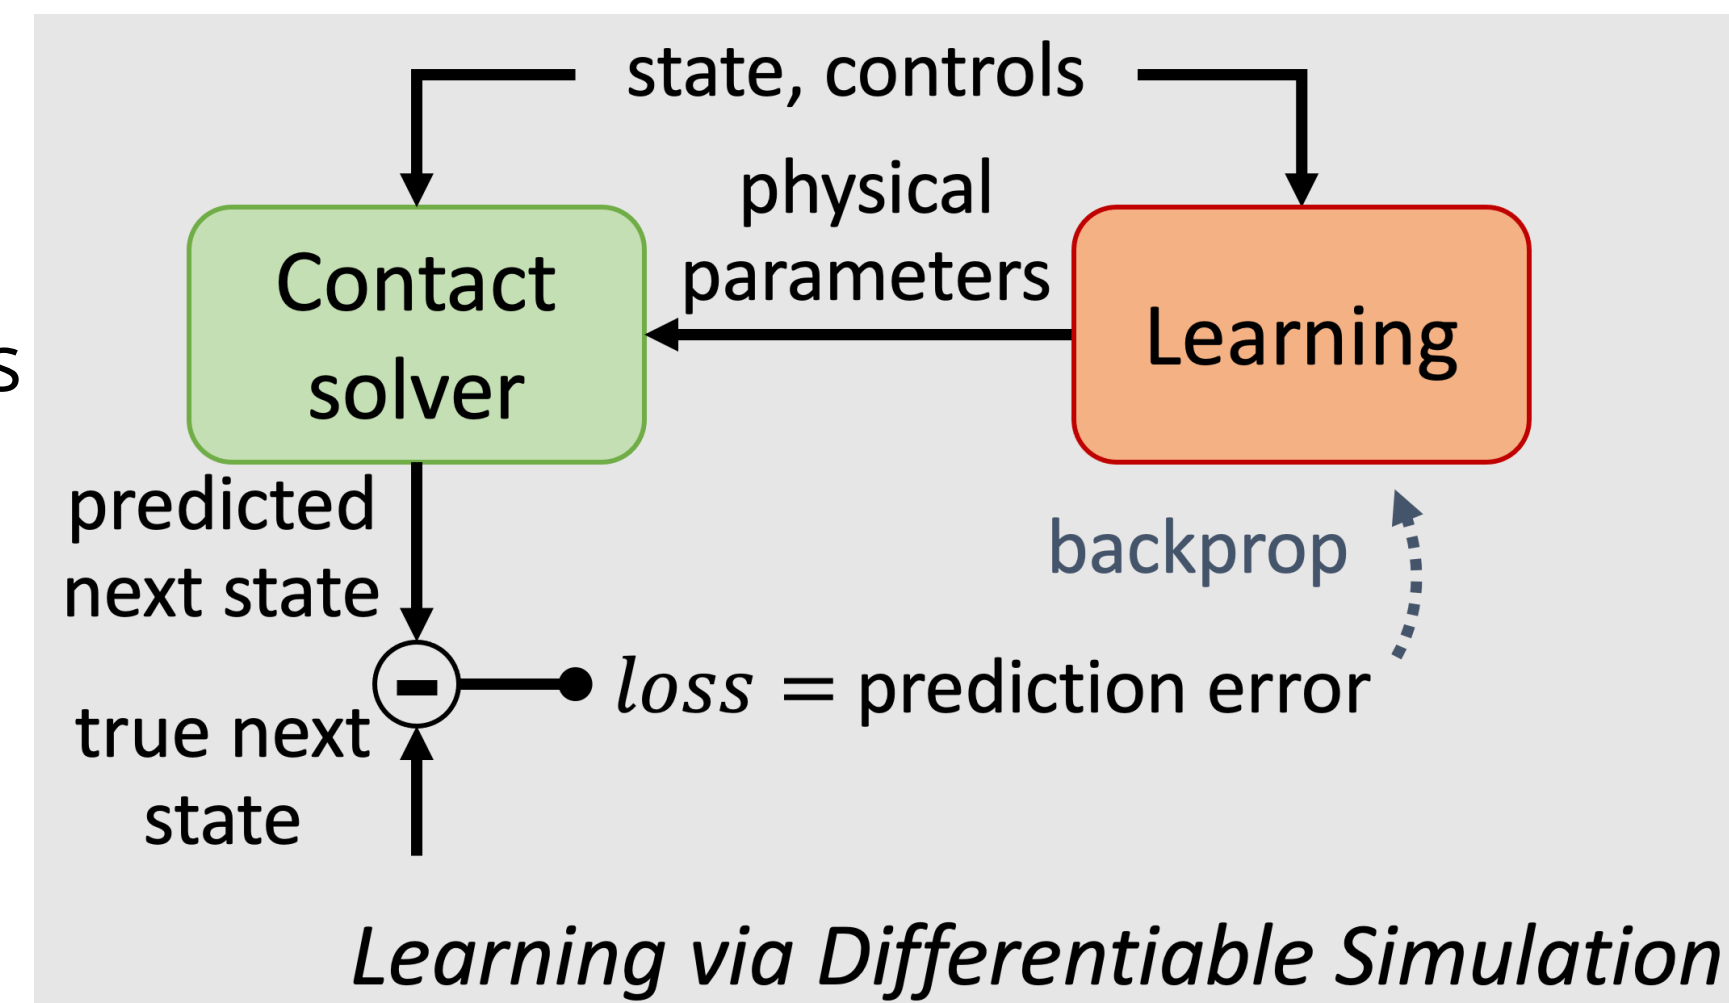 state, controls
physical
parameters
Contact
solver
Learning
s
predicted
next state
backprop
-
loss = prediction error
true next
state
Learning via Differentiable Simulation